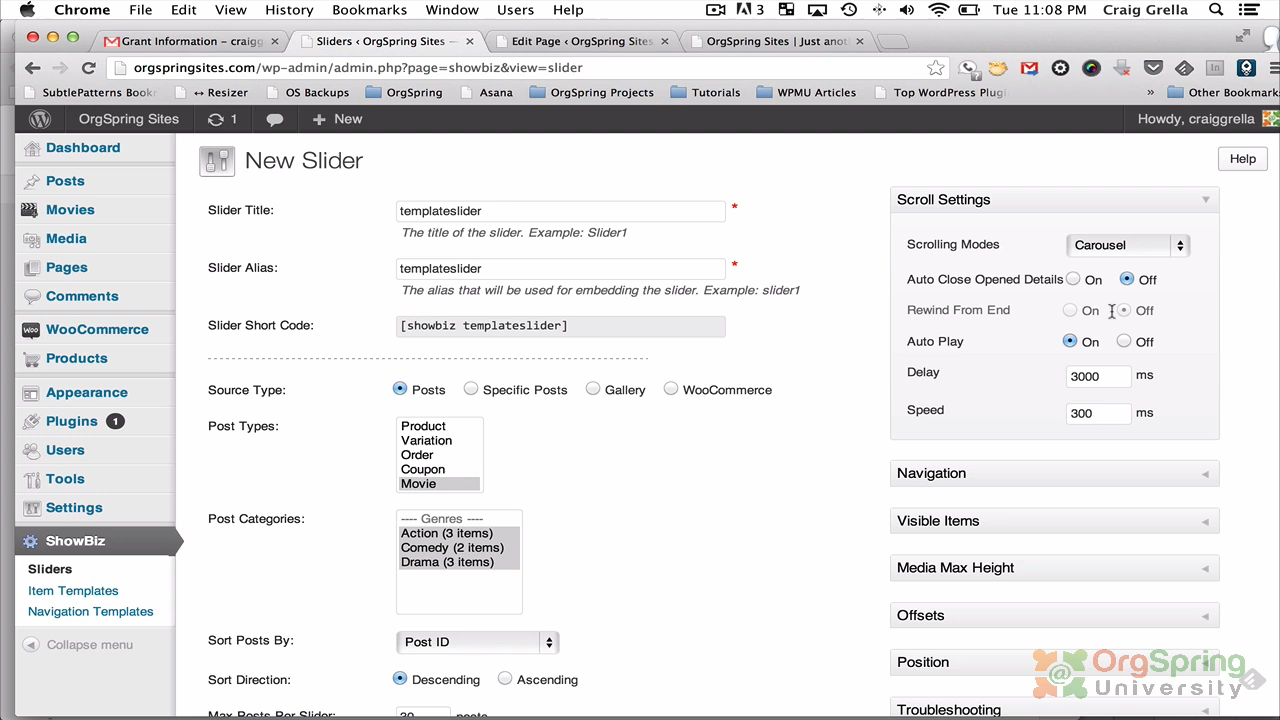 Chrome File Edit View History Bookmarks Window Users Help 3 Tue 11:08 PM Craig Grella
Grant Information – craigg Sliders ‹ OrgSpring Sites — Edit Page ‹ OrgSpring Sites OrgSpring Sites | Just anot
orgspringsites.com/wp-admin/admin.php?page=showbiz&view=slider
SubtlePatterns Bookr ↔ Resizer OS Backups OrgSpring Asana OrgSpring Projects Tutorials WPMU Articles Top WordPress Plugi » Other Bookmarks
OrgSpring Sites 1 + New Howdy, craiggrella
Dashboard
Posts
Movies
Media
Pages
Comments
WooCommerce
Products
Appearance
Plugins 1
Users
Tools
Settings
ShowBiz
Sliders
Item Templates
Navigation Templates
Collapse menu
New Slider
Help
Slider Title: templateslider *
The title of the slider. Example: Slider1
Slider Alias: templateslider *
The alias that will be used for embedding the slider. Example: slider1
Slider Short Code: [showbiz templateslider]
Source Type: Posts Specific Posts Gallery WooCommerce
Post Types: Product
Variation
Order
Coupon
Movie
Post Categories: ---- Genres ----
Action (3 items)
Comedy (2 items)
Drama (3 items)
Sort Posts By: Post ID
Sort Direction: Descending Ascending
Max Posts Per Slider: 20 posts
Scroll Settings
Scrolling Modes Carousel
Auto Close Opened Details On Off
Rewind From End On Off
Auto Play On Off
Delay 3000 ms
Speed 300 ms
Navigation
Visible Items
Media Max Height
Offsets
Position
Troubleshooting
OrgSpring
University